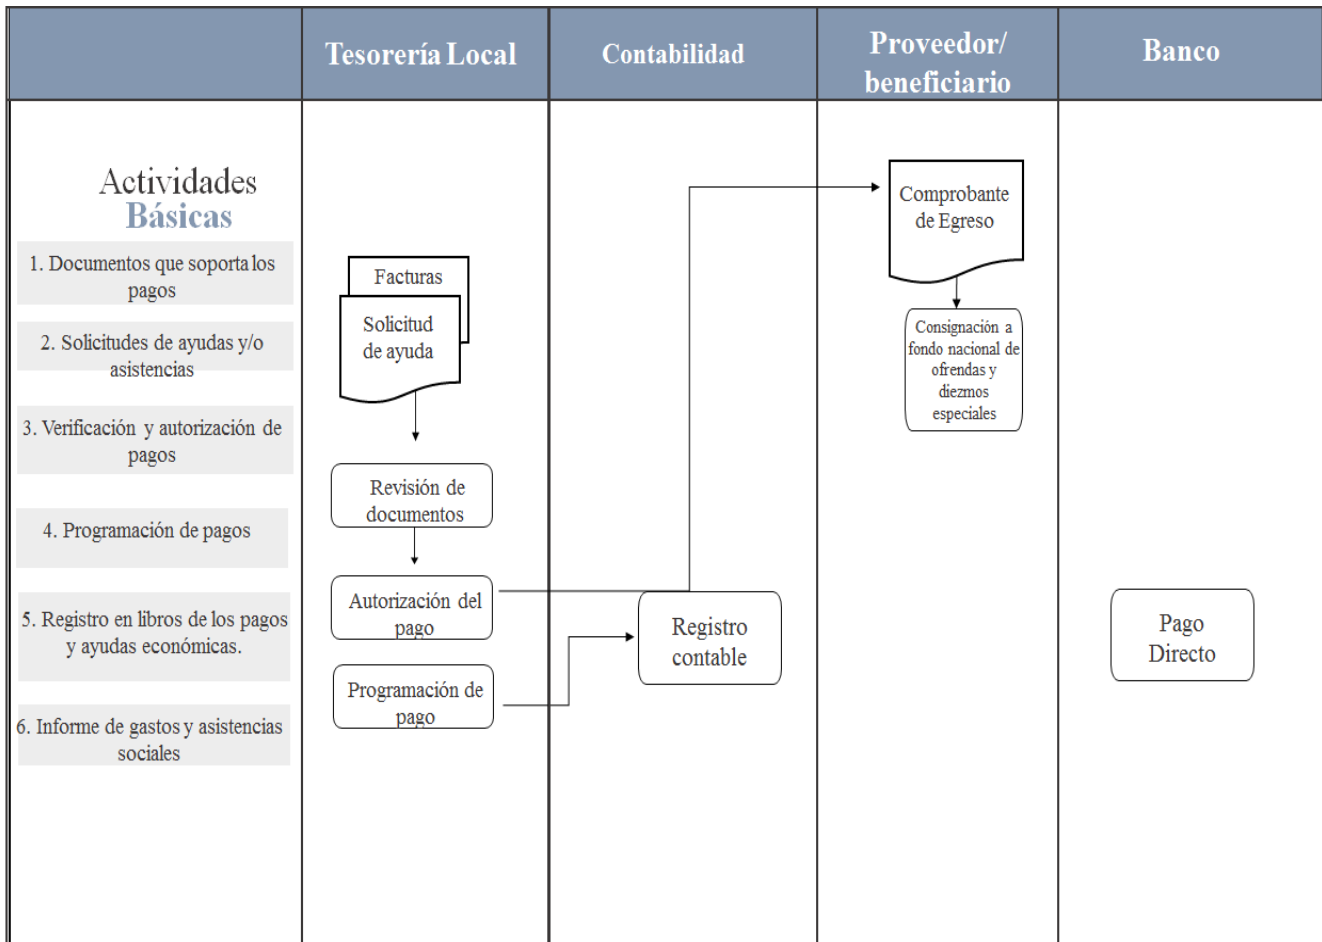 Tesorería Local
Contabilidad
Proveedor/
beneficiario
Banco
Actividades
Básicas
1. Documentos que soporta los
pagos
2. Solicitudes de ayudas y/o
asistencias
3. Verificación y autorización de
pagos
4. Programación de pagos
5. Registro en libros de los pagos
y ayudas económicas.
6. Informe de gastos y asistencias
sociales
Facturas
Solicitud
de ayuda
Revisión de
documentos
Autorización del
pago
Programación de
pago
Registro
contable
Comprobante
de Egreso
Consignación a
fondo nacional de
ofrendas y
diezmos
especiales
Pago
Directo